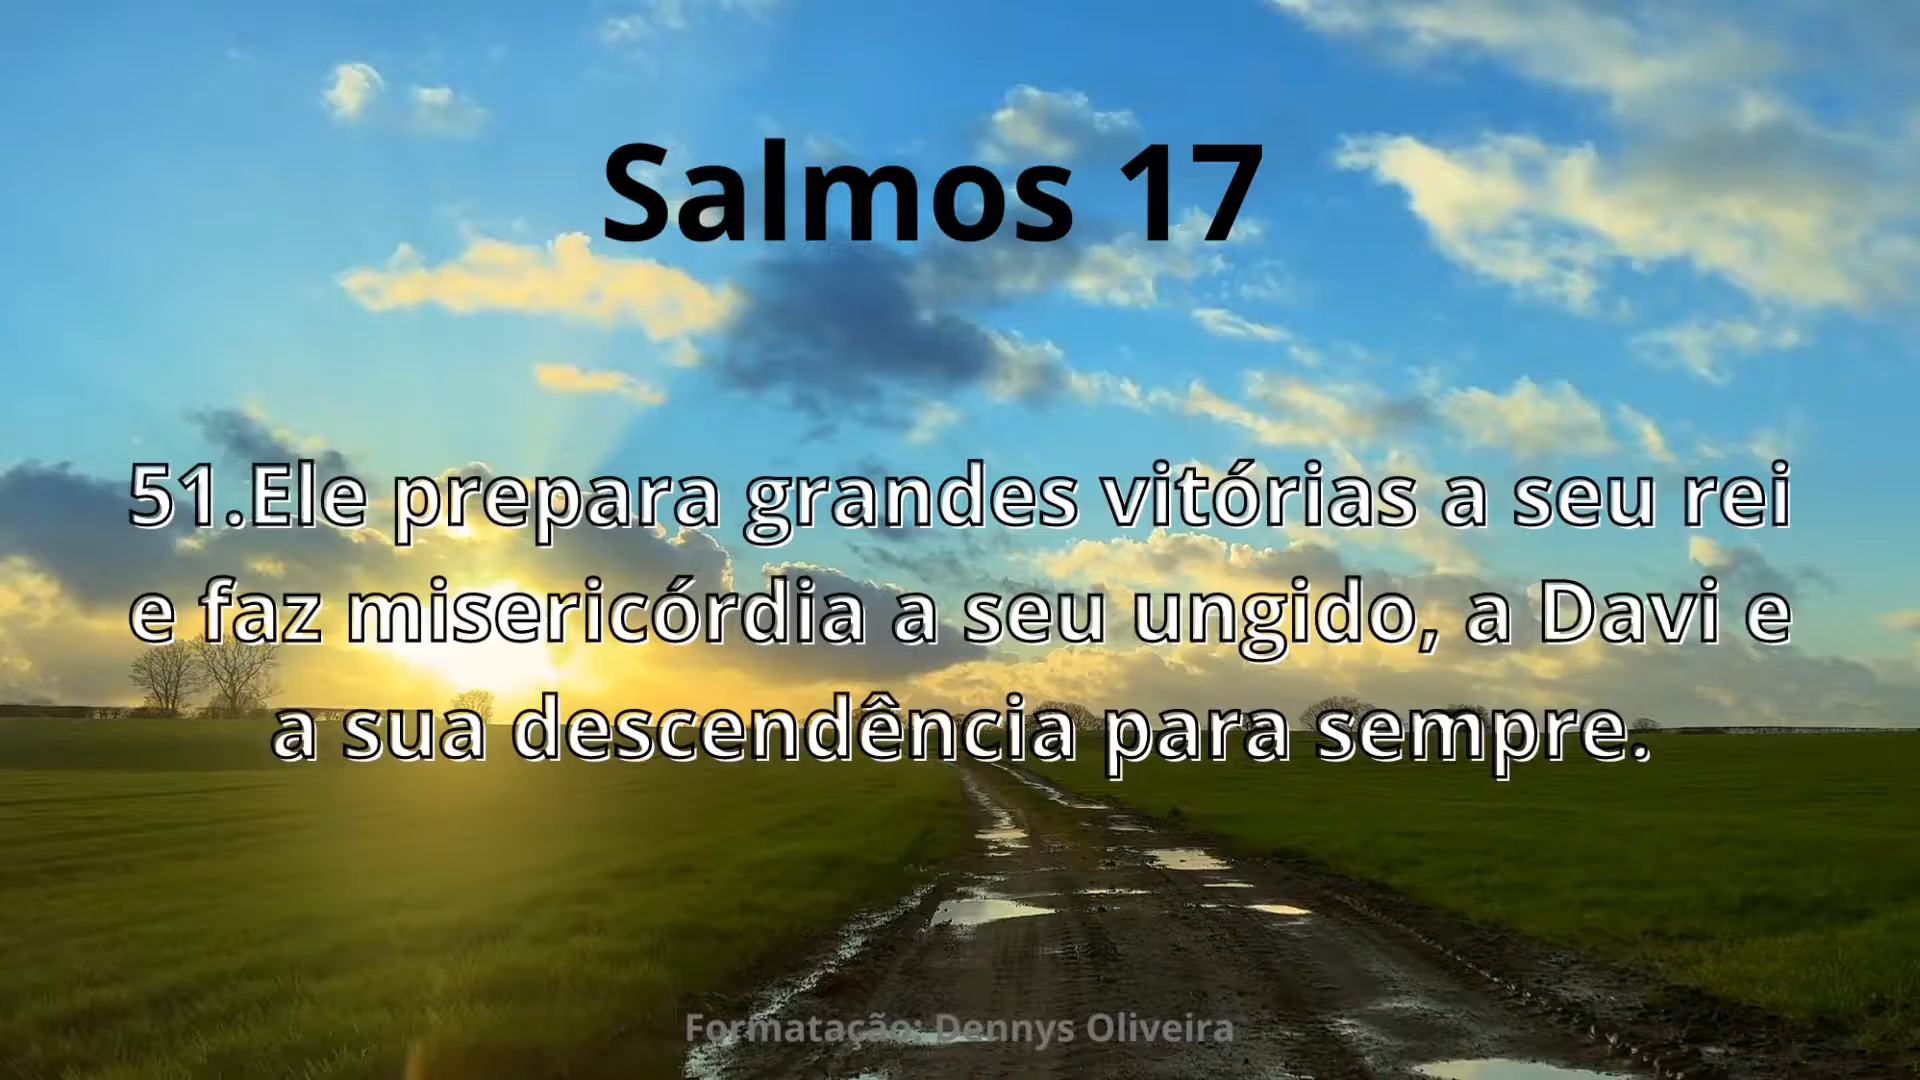 Salmos 17
51.Ele prepara grandes vitórias a seu rei
e faz misericórdia a seu ungido, a Davi e
a sua descendência para sempre.
Formatação: Dennys Oliveira